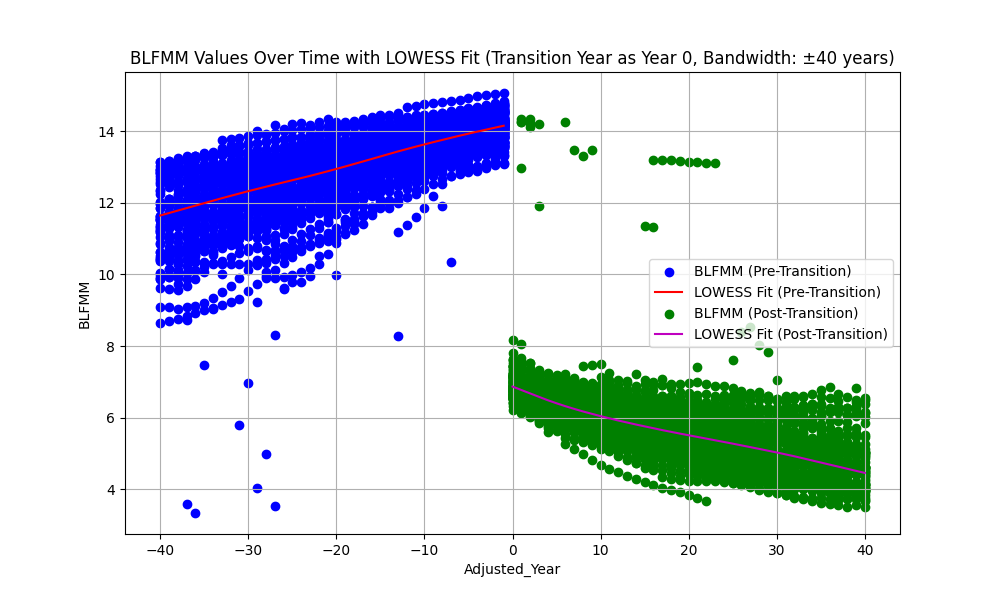 BLFMM Values Over Time with LOWESS Fit (Transition Year as Year 0, Bandwidth: ±40 years)
BLFMM
14
12
10
8
6
4
BLFMM (Pre-Transition)
LOWESS Fit (Pre-Transition)
BLFMM (Post-Transition)
LOWESS Fit (Post-Transition)
−40 −30 −20 −10 0 10 20 30 40
Adjusted_Year